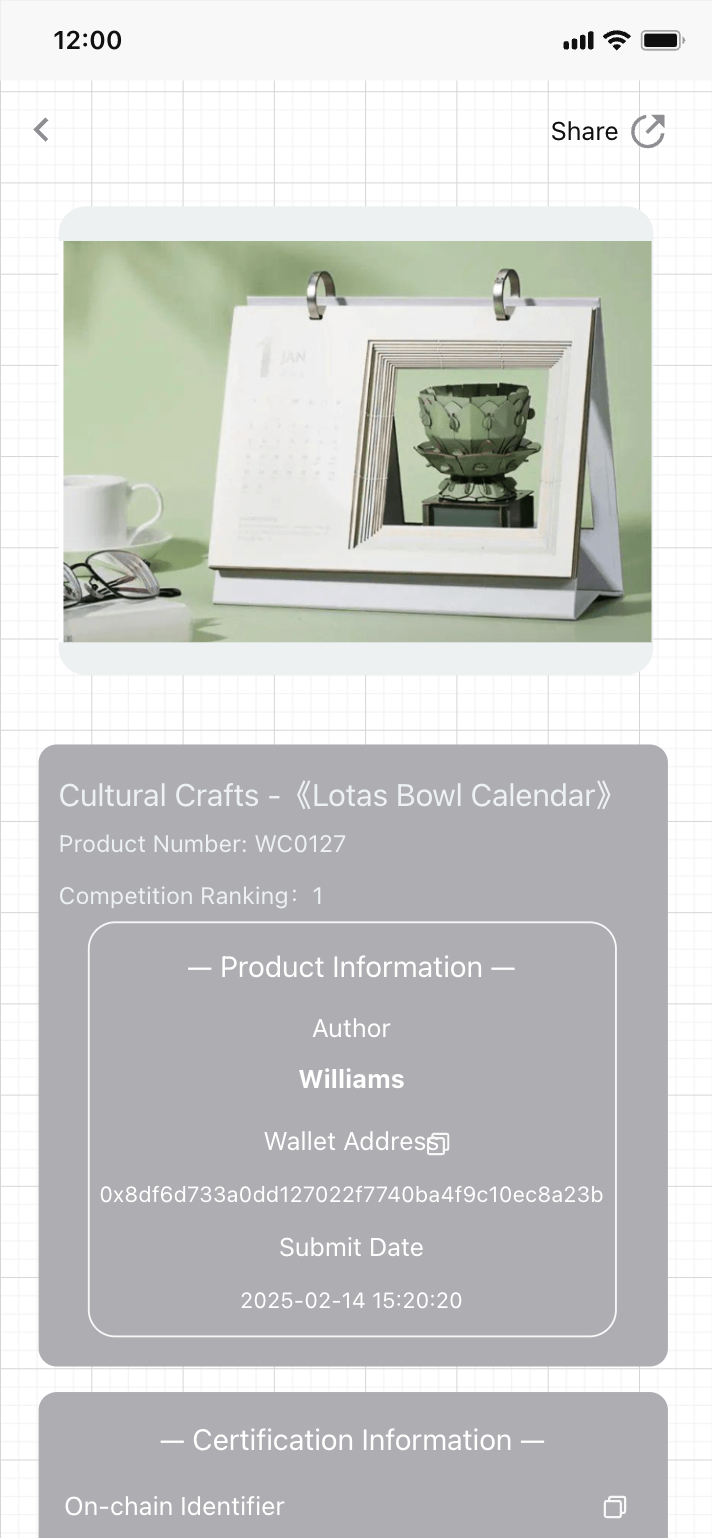 12:00
Share
1 JAN
Cultural Crafts - 《Lotas Bowl Calendar》
Product Number: WC0127
Competition Ranking：1
— Product Information —
Author
Williams
Wallet Address
0x8df6d733a0dd127022f7740ba4f9c10ec8a23b
Submit Date
2025-02-14 15:20:20
— Certification Information —
On-chain Identifier